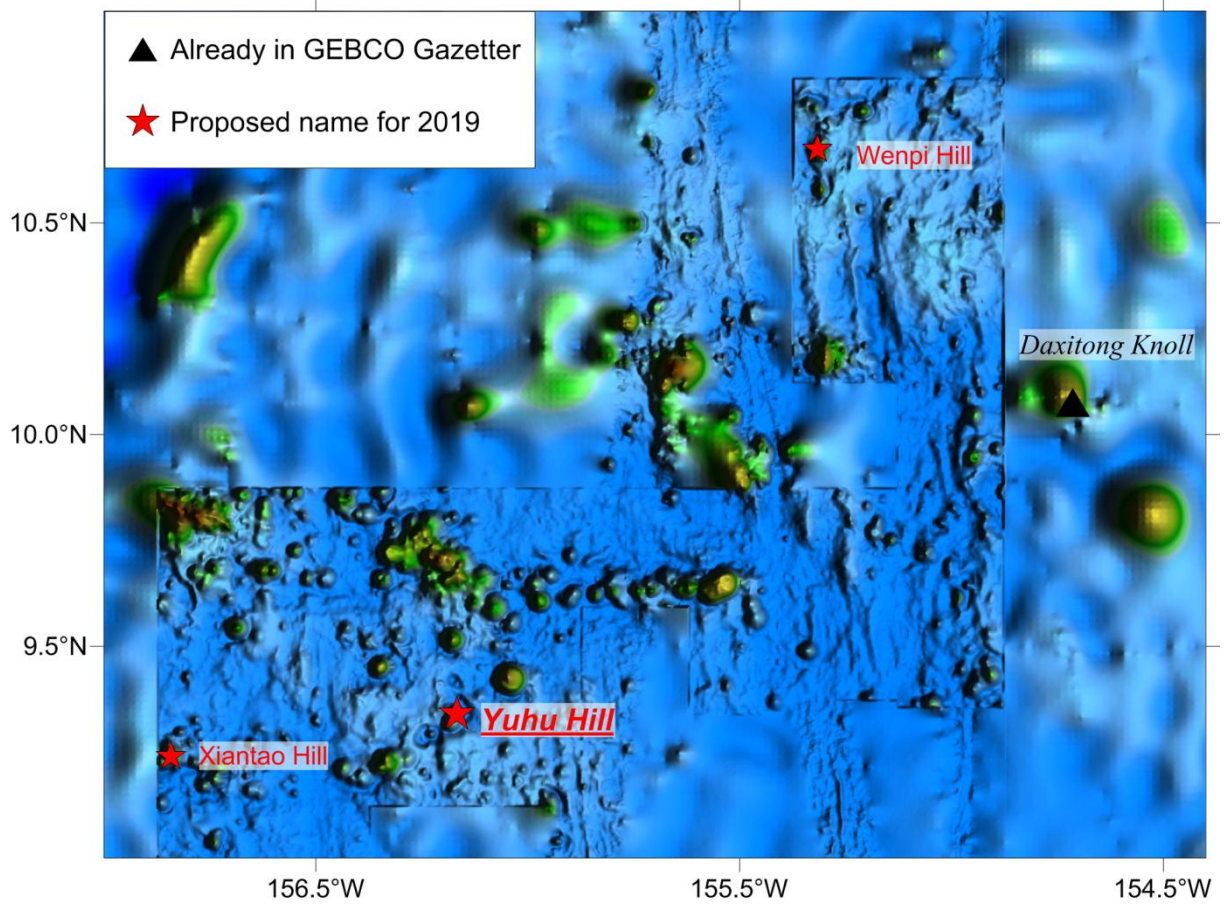 Already in GEBCO Gazetter
Proposed name for 2019
Wenpi Hill
10.5°N
Daxitong Knoll
10.0°N
9.5°N
Yuhu Hill
Xiantao Hill
156.5°W
155.5°W
154.5°W